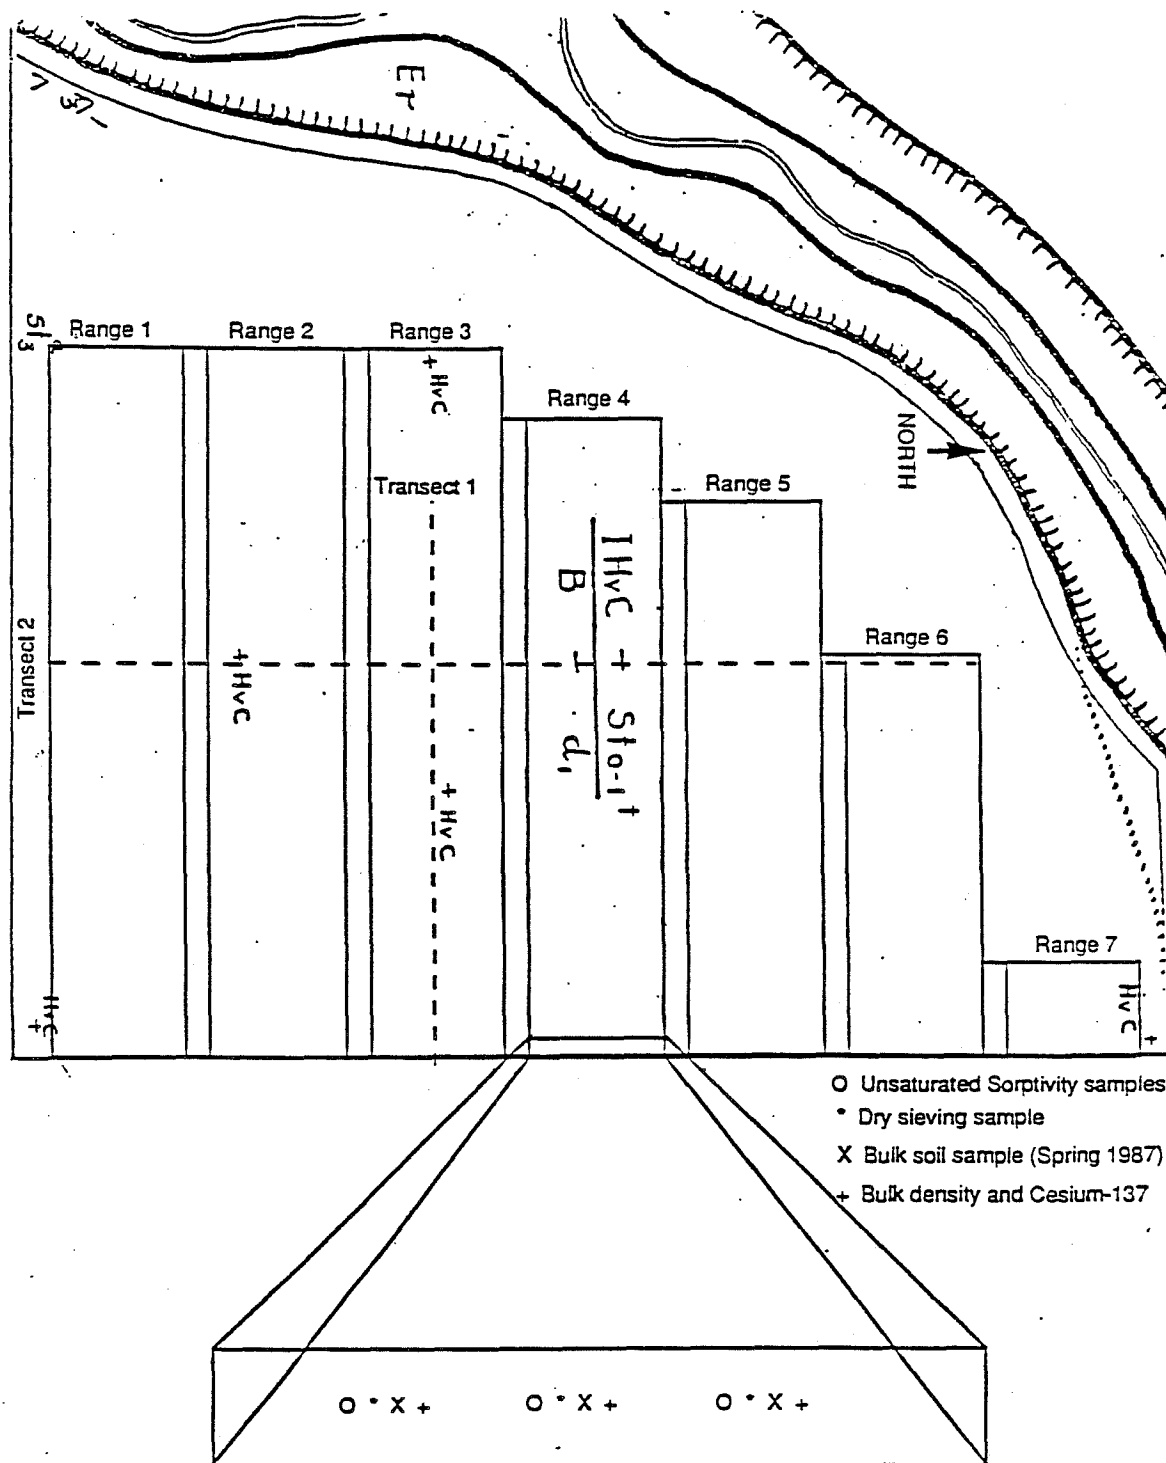 Er
Range 1
Range 2
Range 3
+ HvC
Range 4
NORTH
Transect 1
Range 5
IHvC + St0-1t
B ⊥ d1
Range 6
Transect 2
+ HvC
+ HvC
Range 7
HvC +
HvC +
O Unsaturated Sorptivity samples
* Dry sieving sample
X Bulk soil sample (Spring 1987)
+ Bulk density and Cesium-137
O * X +
O * X +
O * X +